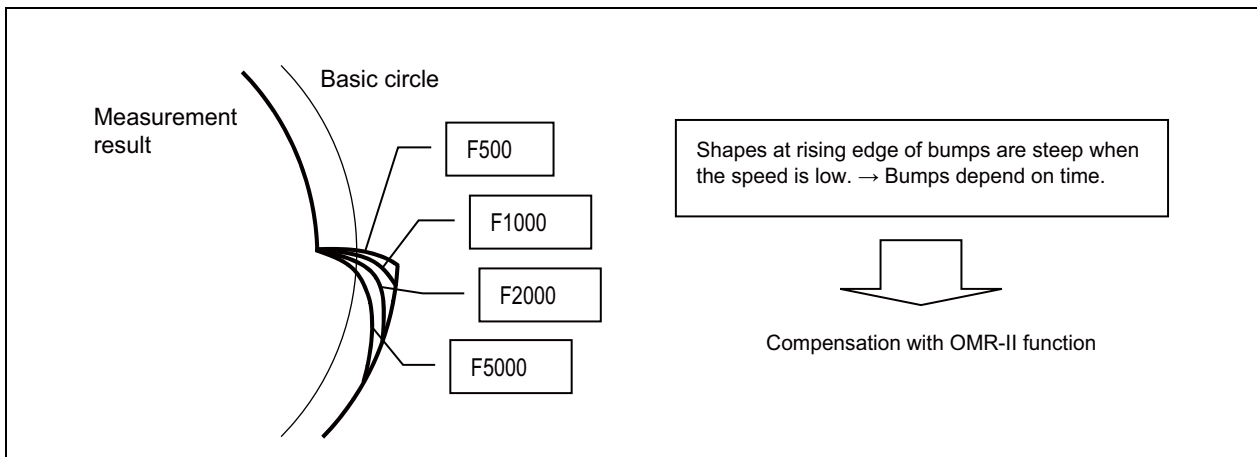 Basic circle
Measurement
result
F500
F1000
F2000
F5000
Shapes at rising edge of bumps are steep when
the speed is low. → Bumps depend on time.
Compensation with OMR-II function